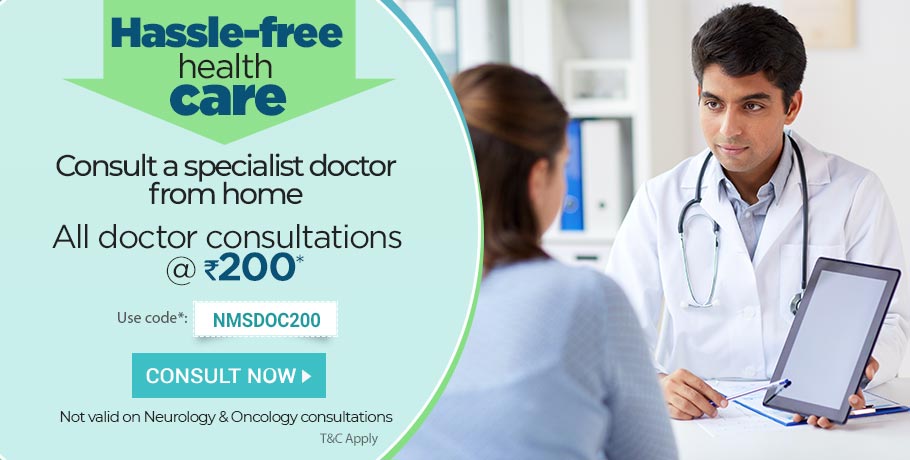 Hassle-free
health
care
Consult a specialist doctor
from home
All doctor consultations
@ ₹200*
Use code*: NMSDOC200
CONSULT NOW
Not valid on Neurology & Oncology consultations
T&C Apply